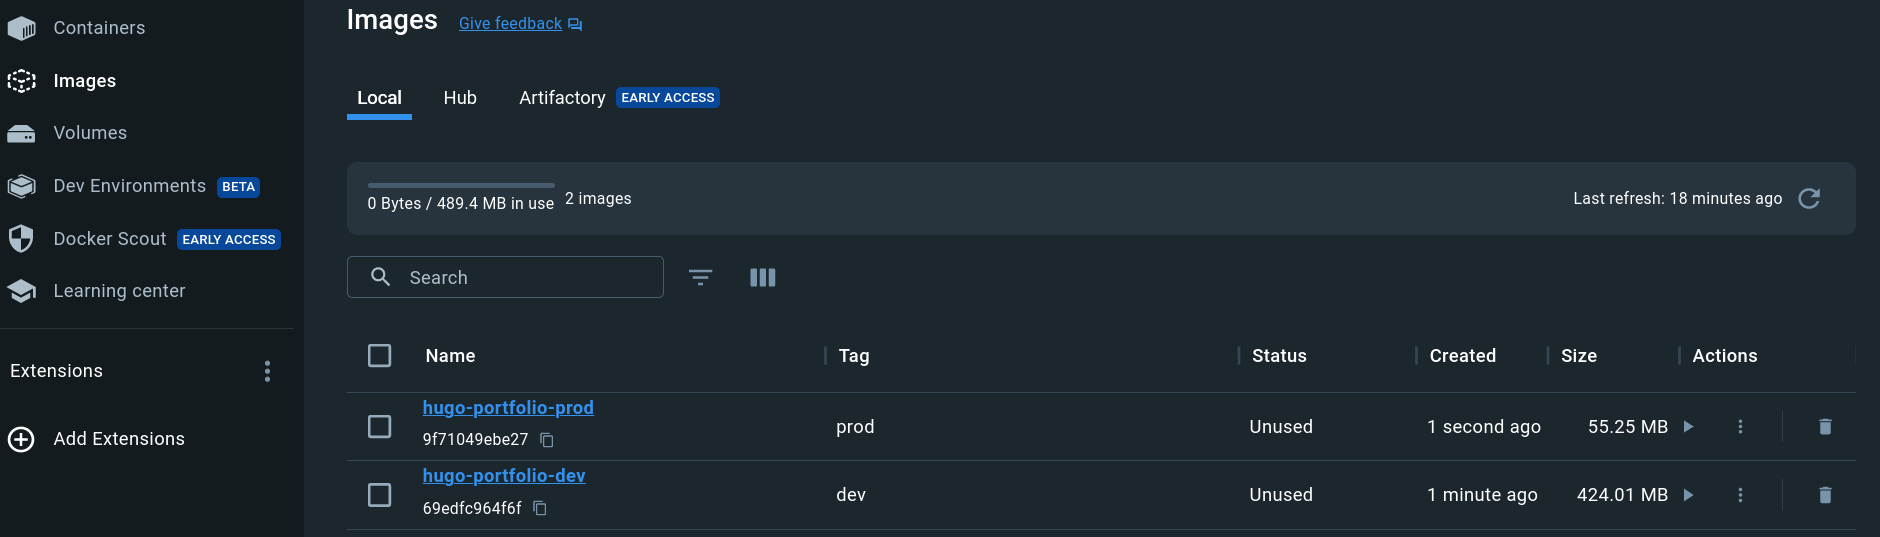 Containers
Images
Volumes
Dev Environments BETA
Docker Scout EARLY ACCESS
Learning center
Extensions
Add Extensions
Images Give feedback
Local Hub Artifactory EARLY ACCESS
0 Bytes / 489.4 MB in use 2 images Last refresh: 18 minutes ago
Search
Name Tag Status Created Size Actions
hugo-portfolio-prod
9f71049ebe27 prod Unused 1 second ago 55.25 MB
hugo-portfolio-dev
69edfc964f6f dev Unused 1 minute ago 424.01 MB